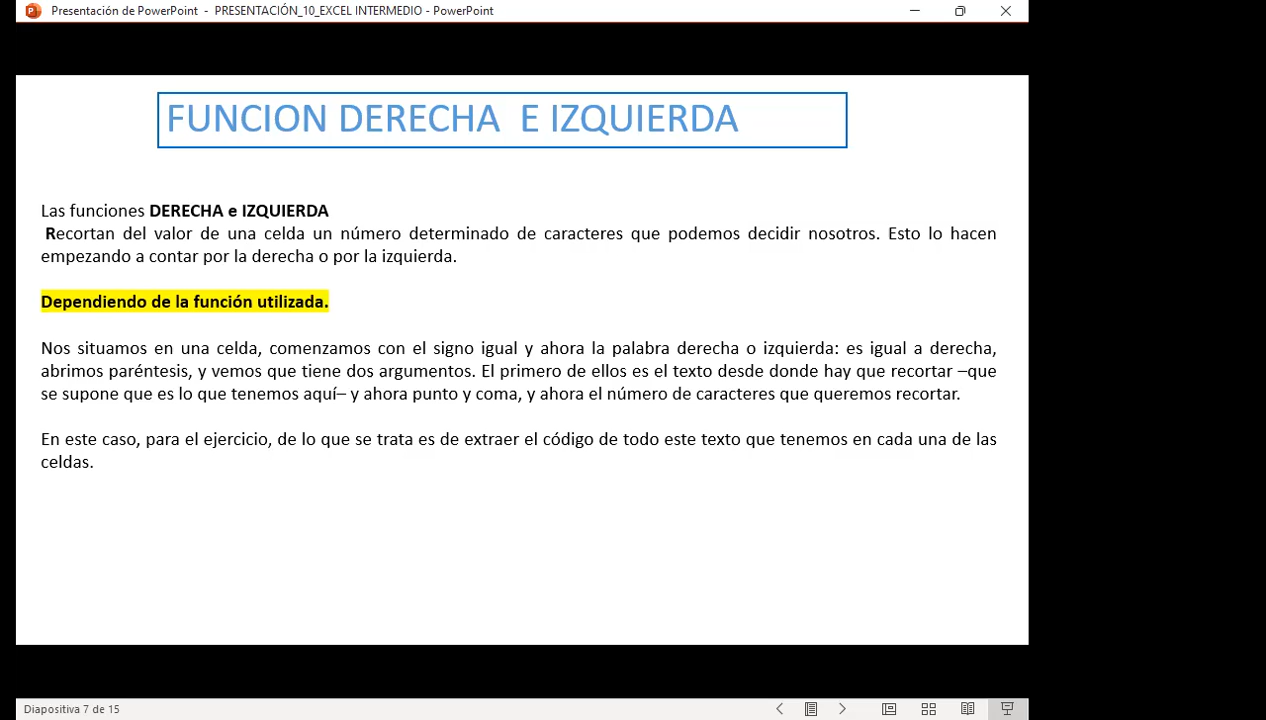 Presentación de PowerPoint - PRESENTACIÓN_10_EXCEL INTERMEDIO - PowerPoint
FUNCION DERECHA E IZQUIERDA
Las funciones DERECHA e IZQUIERDA
Recortan del valor de una celda un número determinado de caracteres que podemos decidir nosotros. Esto lo hacen
empezando a contar por la derecha o por la izquierda.
Dependiendo de la función utilizada.
Nos situamos en una celda, comenzamos con el signo igual y ahora la palabra derecha o izquierda: es igual a derecha,
abrimos paréntesis, y vemos que tiene dos argumentos. El primero de ellos es el texto desde donde hay que recortar –que
se supone que es lo que tenemos aquí– y ahora punto y coma, y ahora el número de caracteres que queremos recortar.
En este caso, para el ejercicio, de lo que se trata es de extraer el código de todo este texto que tenemos en cada una de las
celdas.
Diapositiva 7 de 15